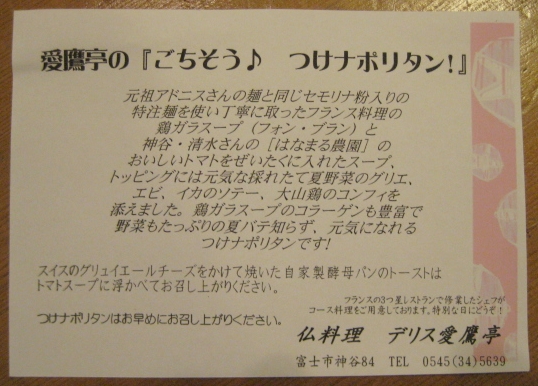 愛鷹亭の『ごちそう♪　つけナポリタン!』
元祖アドニスさんの麺と同じセモリナ粉入りの
特注麺を使い丁寧に取ったフランス料理の
鶏ガラスープ（フォン・ブラン）と
神谷・清水さんの［はなまる農園］の
おいしいトマトをぜいたくに入れたスープ、
トッピングには元気な採れたて夏野菜のグリエ、
エビ、イカのソテー、大山鶏のコンフィを
添えました。鶏ガラスープのコラーゲンも豊富で
野菜もたっぷりの夏バテ知らず、元気になれる
つけナポリタンです!
スイスのグリュイエールチーズをかけて焼いた自家製酵母パンのトーストは
トマトスープに浮かべてお召し上がりください。
つけナポリタンはお早めにお召し上がりください。
フランスの3つ星レストランで修業したシェフが
コース料理をご用意しております。特別な日にどうぞ!
仏料理　デリス愛鷹亭
富士市神谷84　TEL　0545(34)5639